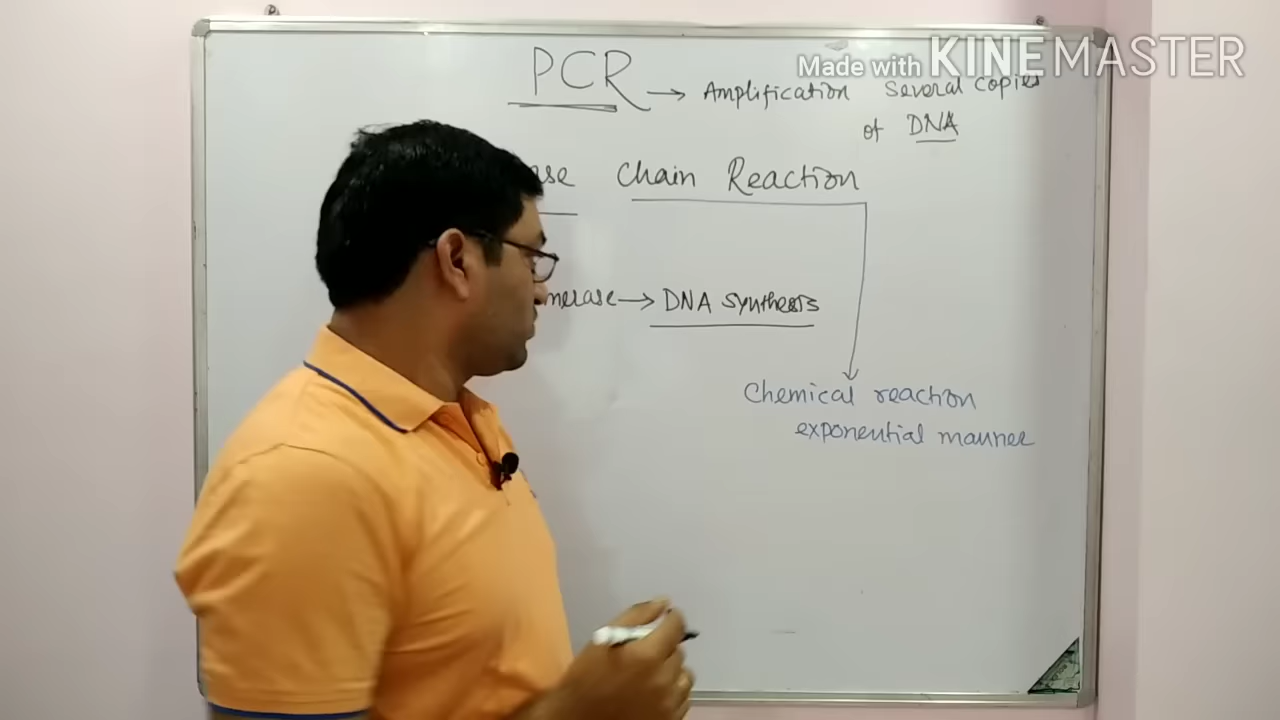 Made with KINEMASTER
PCR → Amplification Several copies
of DNA
ase Chain Reaction
merase → DNA synthesis
Chemical reaction
exponential manner